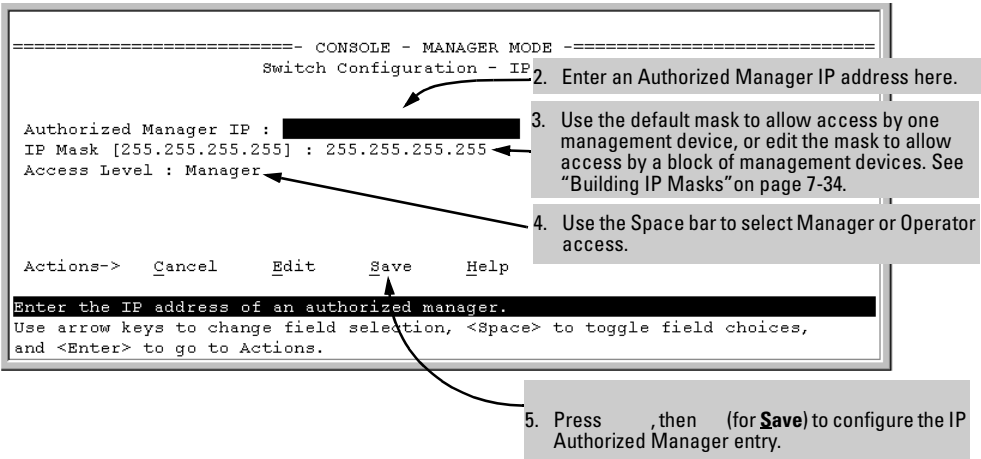 ==========================- CONSOLE - MANAGER MODE -============================
Switch Configuration - IP
2. Enter an Authorized Manager IP address here.
Authorized Manager IP :
3. Use the default mask to allow access by one
management device, or edit the mask to allow
access by a block of management devices. See
“Building IP Masks”on page 7-34.
IP Mask [255.255.255.255] : 255.255.255.255
Access Level : Manager
4. Use the Space bar to select Manager or Operator
access.
Actions-> Cancel Edit Save Help
Enter the IP address of an authorized manager.
Use arrow keys to change field selection, <Space> to toggle field choices,
and <Enter> to go to Actions.
5. Press , then (for Save) to configure the IP
Authorized Manager entry.